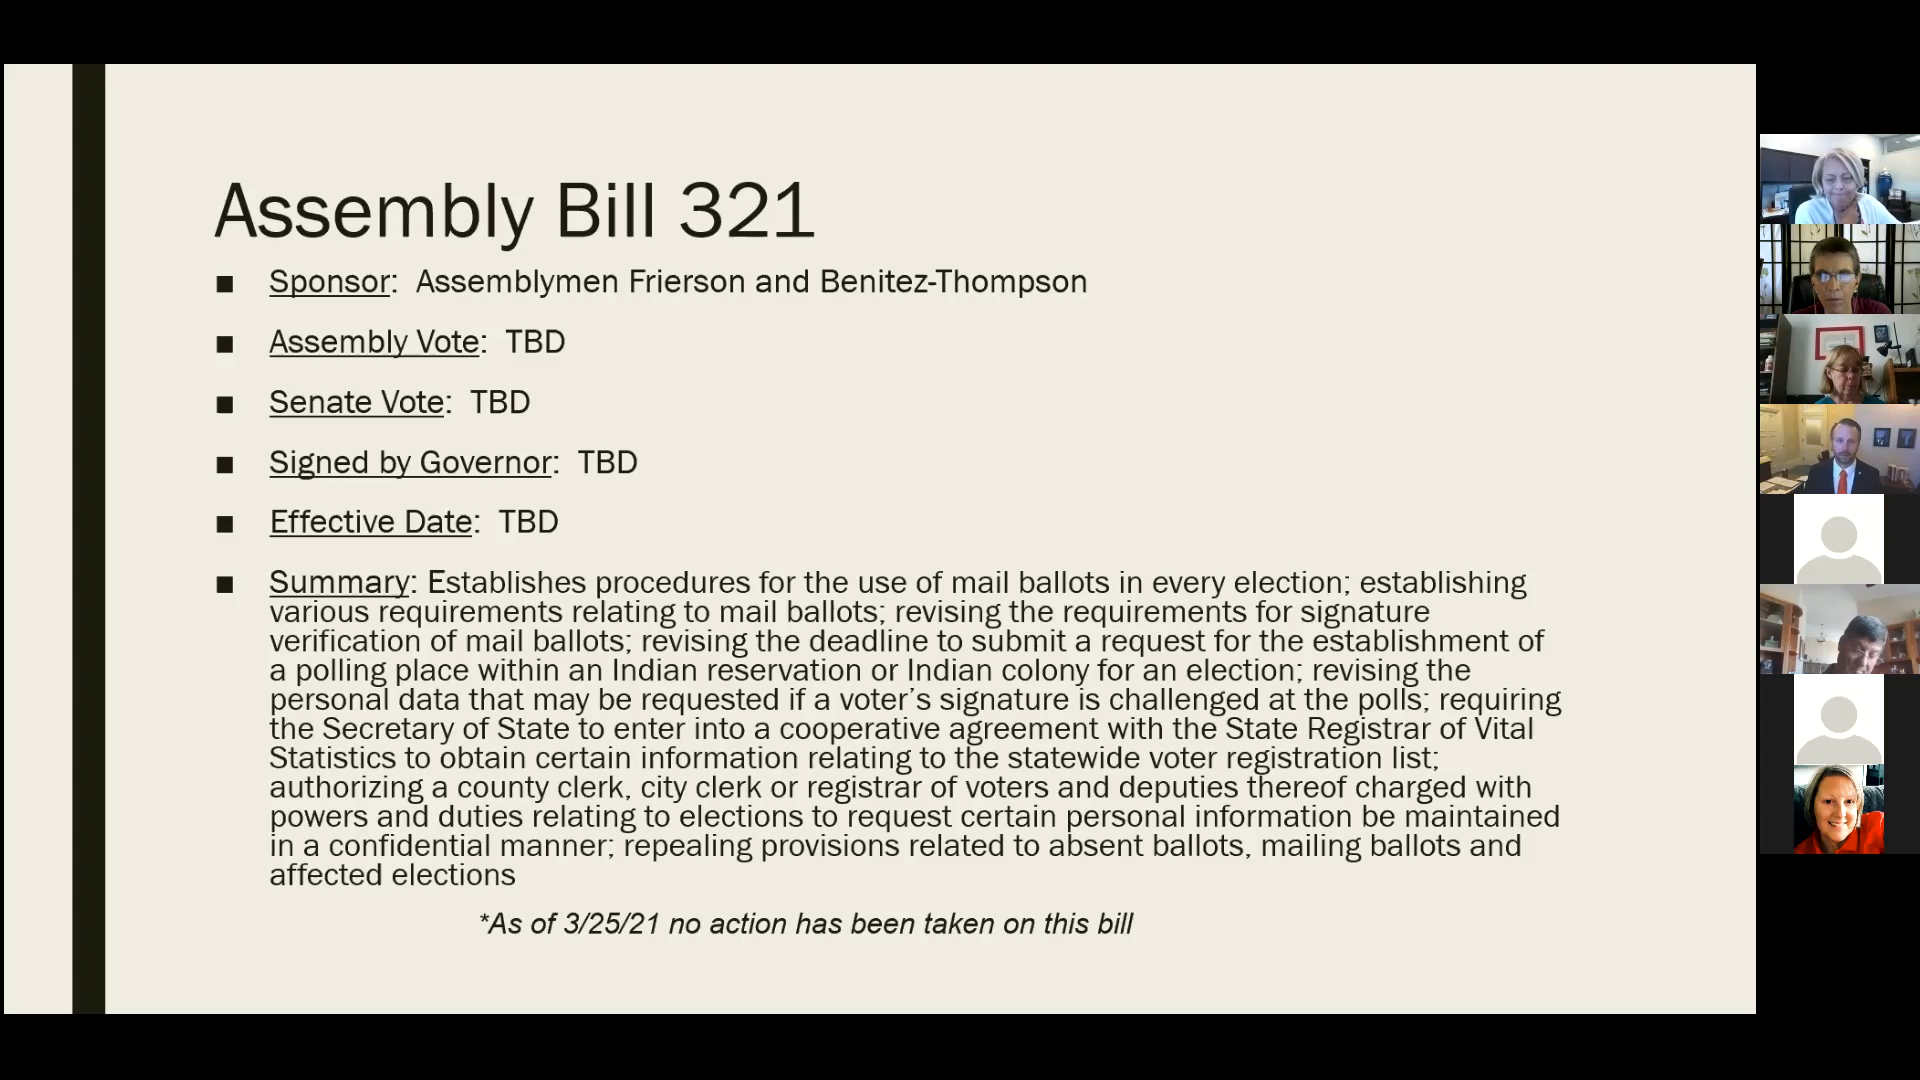 Assembly Bill 321
■ Sponsor: Assemblymen Frierson and Benitez-Thompson
■ Assembly Vote: TBD
■ Senate Vote: TBD
■ Signed by Governor: TBD
■ Effective Date: TBD
■ Summary: Establishes procedures for the use of mail ballots in every election; establishing
various requirements relating to mail ballots; revising the requirements for signature
verification of mail ballots; revising the deadline to submit a request for the establishment of
a polling place within an Indian reservation or Indian colony for an election; revising the
personal data that may be requested if a voter’s signature is challenged at the polls; requiring
the Secretary of State to enter into a cooperative agreement with the State Registrar of Vital
Statistics to obtain certain information relating to the statewide voter registration list;
authorizing a county clerk, city clerk or registrar of voters and deputies thereof charged with
powers and duties relating to elections to request certain personal information be maintained
in a confidential manner; repealing provisions related to absent ballots, mailing ballots and
affected elections
*As of 3/25/21 no action has been taken on this bill